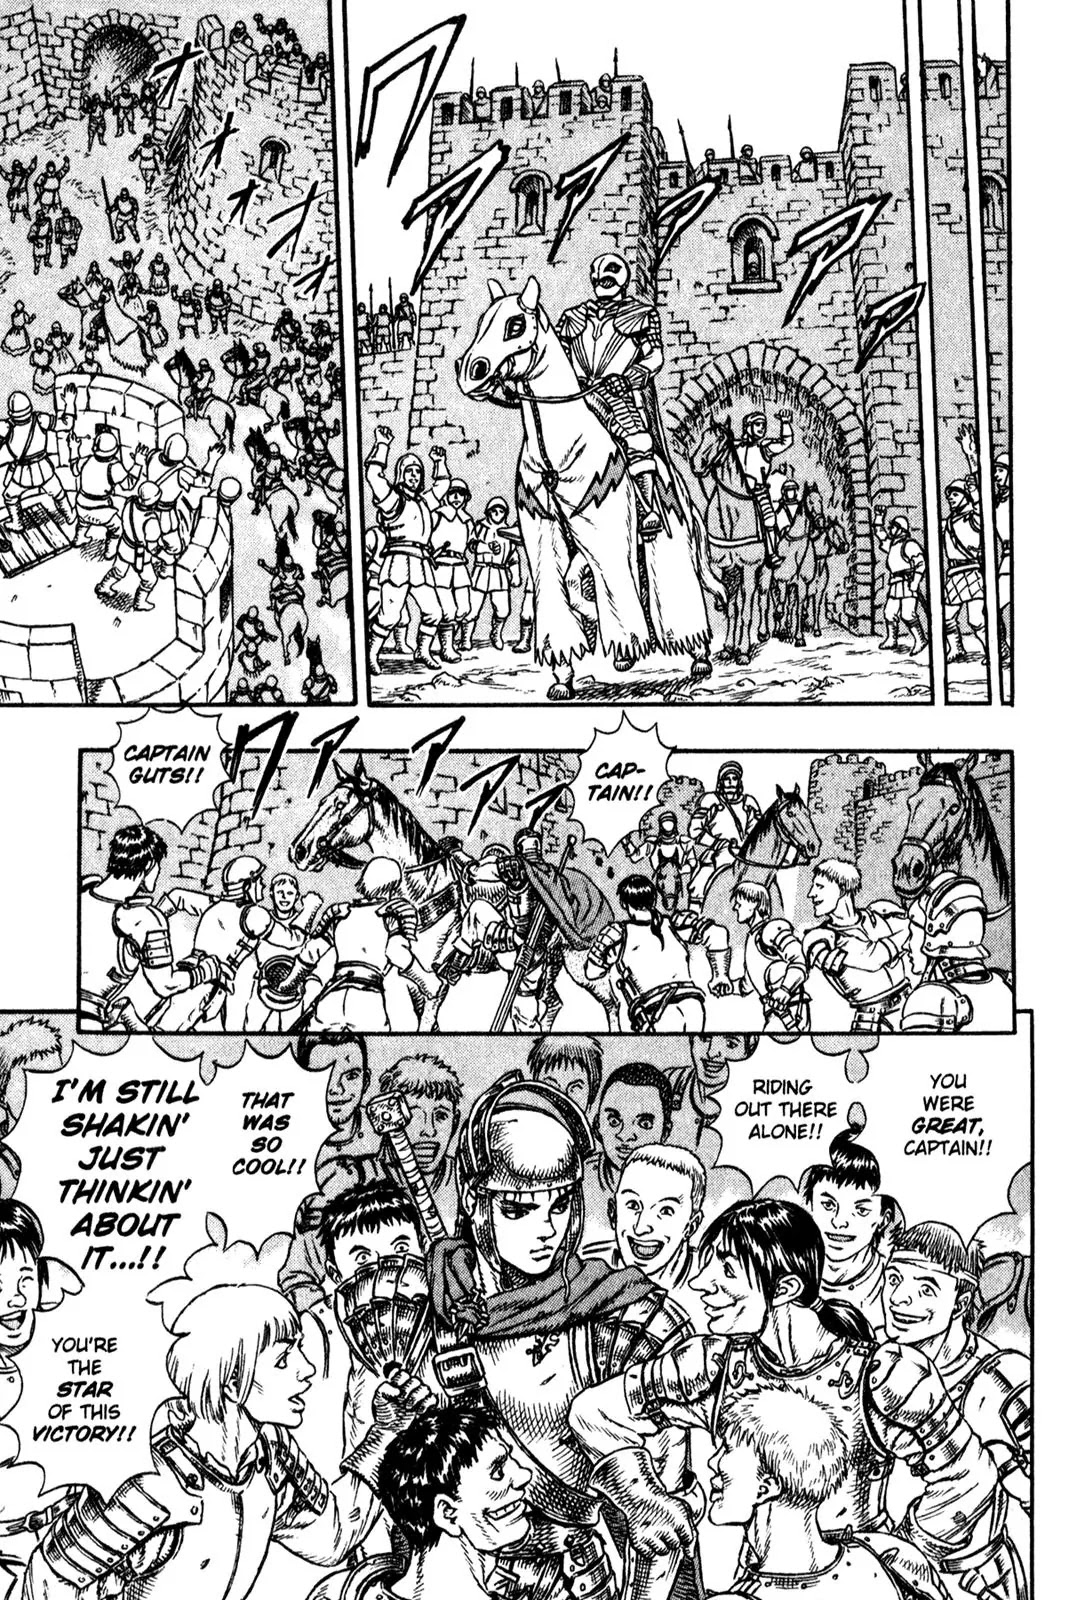 ワアアアアア
オオオオオ
CAP-
TAIN!!
ワアアアア
CAPTAIN
GUTS!!
YOU
WERE
GREAT,
CAPTAIN!!
RIDING
OUT THERE
ALONE!!
THAT
WAS
SO
COOL!!
I'M STILL
SHAKIN'
JUST
THINKIN'
ABOUT
IT...!!
YOU'RE
THE
STAR
OF THIS
VICTORY!!